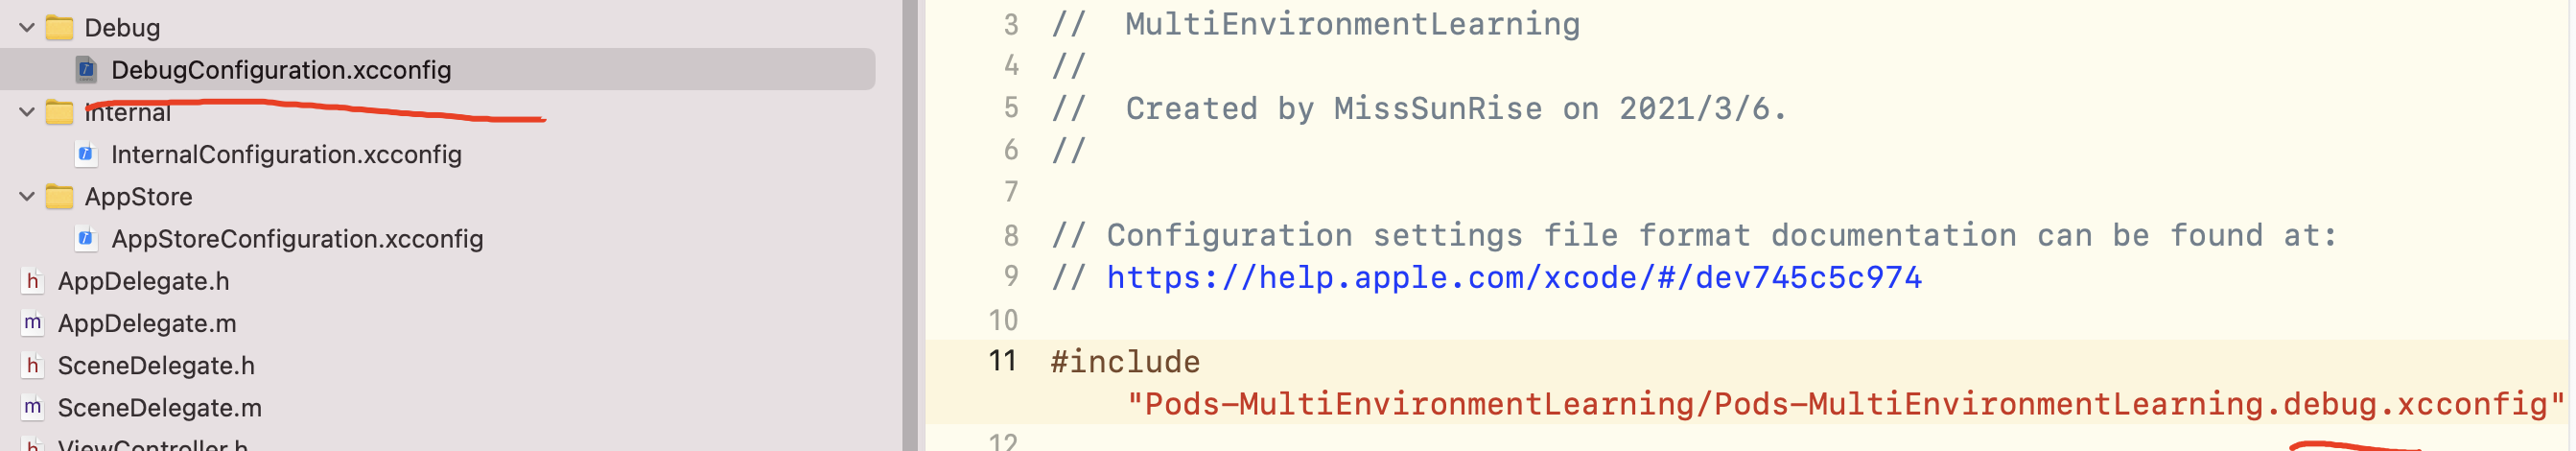 Debug
DebugConfiguration.xcconfig
Internal
InternalConfiguration.xcconfig
AppStore
AppStoreConfiguration.xcconfig
h AppDelegate.h
m AppDelegate.m
h SceneDelegate.h
m SceneDelegate.m
h ViewController.h
3 //  MultiEnvironmentLearning
4 //
5 //  Created by MissSunRise on 2021/3/6.
6 //
7
8 // Configuration settings file format documentation can be found at:
9 // https://help.apple.com/xcode/#/dev745c5c974
10
11 #include
"Pods-MultiEnvironmentLearning/Pods-MultiEnvironmentLearning.debug.xcconfig"
12